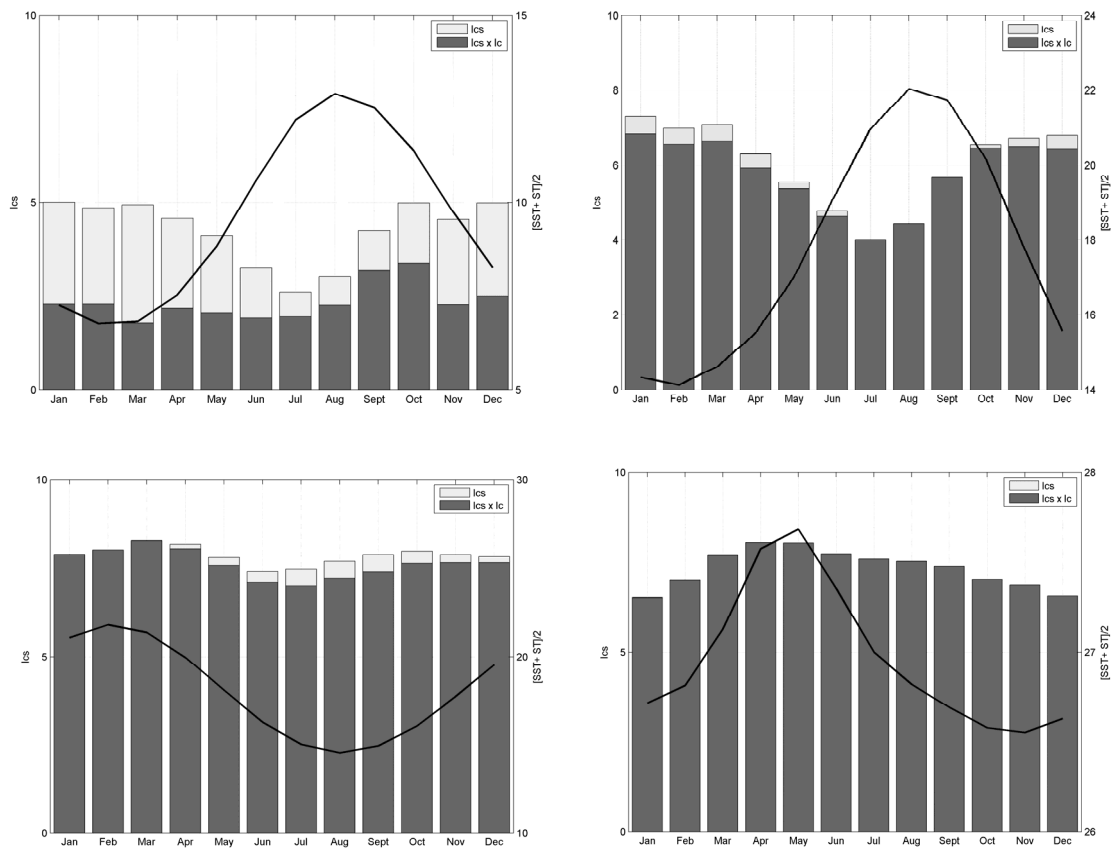 10
15
Ics
Ics x Ic
5
10
Ics
[SST+ ST]/2
0
5
Jan Feb Mar Apr May Jun Jul Aug Sept Oct Nov Dec
10
24
Ics
Ics x Ic
8
22
6
20
Ics
[SST+ ST]/2
4
18
2
16
0
14
Jan Feb Mar Apr May Jun Jul Aug Sept Oct Nov Dec
10
30
Ics
Ics x Ic
5
20
Ics
[SST+ ST]/2
0
10
Jan Feb Mar Apr May Jun Jul Aug Sept Oct Nov Dec
10
28
Ics
Ics x Ic
5
27
Ics
[SST+ ST]/2
0
26
Jan Feb Mar Apr May Jun Jul Aug Sept Oct Nov Dec